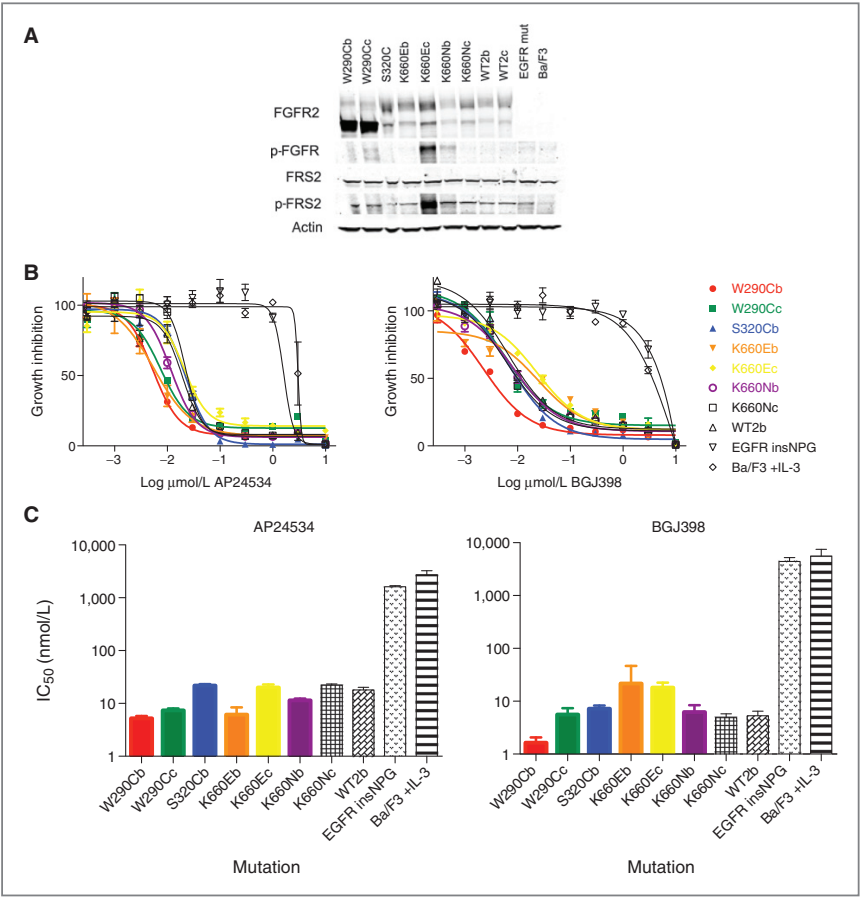 A
W290Cb
W290Cc
S320C
K660Eb
K660Ec
K660Nb
K660Nc
WT2b
WT2c
EGFR mut
Ba/F3
FGFR2
p-FGFR
FRS2
p-FRS2
Actin
B
Growth inhibition
100
50
0
−3 −2 −1 0 1
Log µmol/L AP24534
Growth inhibition
100
50
0
−3 −2 −1 0 1
Log µmol/L BGJ398
W290Cb
W290Cc
S320Cb
K660Eb
K660Ec
K660Nb
K660Nc
WT2b
EGFR insNPG
Ba/F3 +IL-3
C
AP24534
IC50 (nmol/L)
10,000
1,000
100
10
1
W290Cb
W290Cc
S320Cb
K660Eb
K660Ec
K660Nb
K660Nc
WT2b
EGFR insNPG
Ba/F3 +IL-3
Mutation
BGJ398
10,000
1,000
100
10
1
W290Cb
W290Cc
S320Cb
K660Eb
K660Ec
K660Nb
K660Nc
WT2b
EGFR insNPG
Ba/F3 +IL-3
Mutation